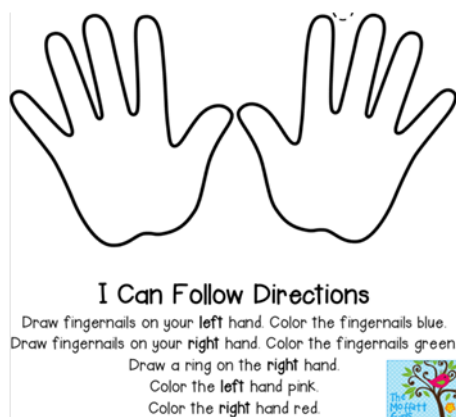 I Can Follow Directions
Draw fingernails on your left hand. Color the fingernails blue.
Draw fingernails on your right hand. Color the fingernails green
Draw a ring on the right hand.
Color the left hand pink.
Color the right hand red.
The
Moffatt